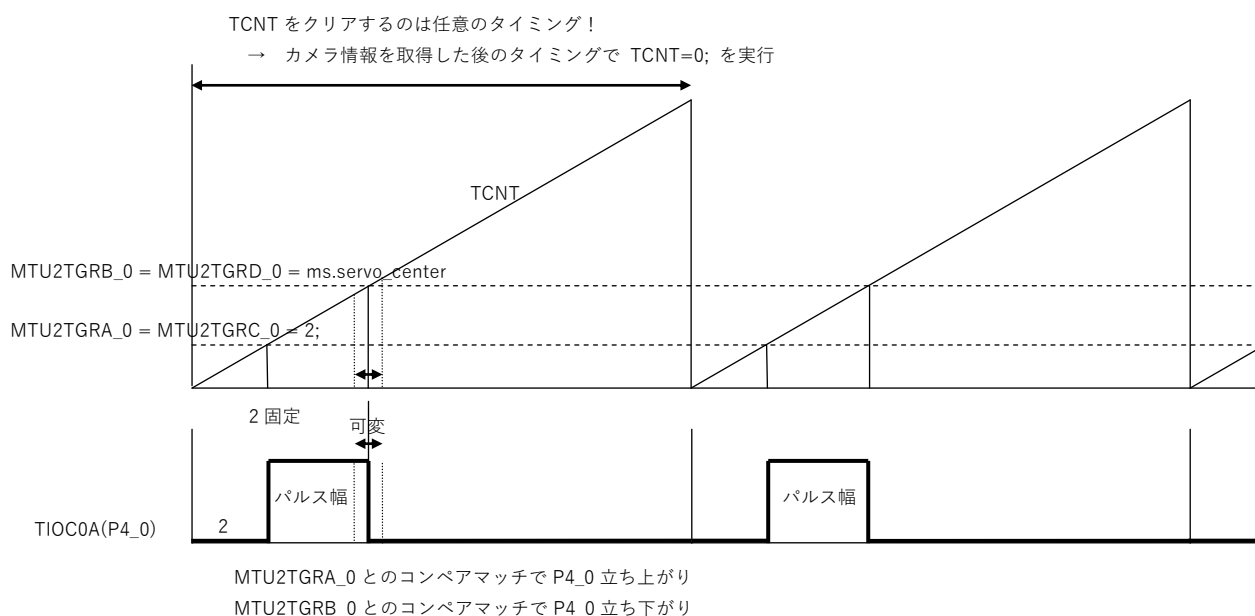 TCNT をクリアするのは任意のタイミング！
→ カメラ情報を取得した後のタイミングで TCNT=0; を実行
TCNT
MTU2TGRB_0 = MTU2TGRD_0 = ms.servo_center
MTU2TGRA_0 = MTU2TGRC_0 = 2;
2 固定
可変
パルス幅
パルス幅
TIOC0A(P4_0)
2
MTU2TGRA_0 とのコンペアマッチで P4_0 立ち上がり
MTU2TGRB_0 とのコンペアマッチで P4_0 立ち下がり